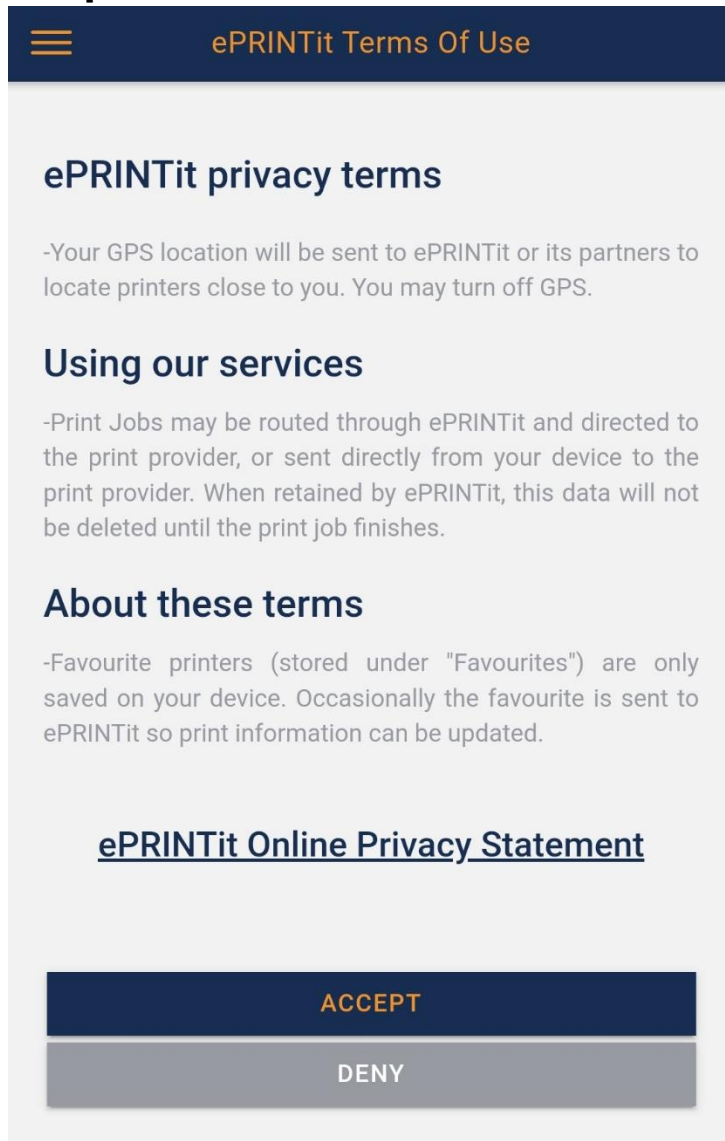 ePRINTit Terms Of Use
ePRINTit privacy terms
-Your GPS location will be sent to ePRINTit or its partners to
locate printers close to you. You may turn off GPS.
Using our services
-Print Jobs may be routed through ePRINTit and directed to
the print provider, or sent directly from your device to the
print provider. When retained by ePRINTit, this data will not
be deleted until the print job finishes.
About these terms
-Favourite printers (stored under "Favourites") are only
saved on your device. Occasionally the favourite is sent to
ePRINTit so print information can be updated.
ePRINTit Online Privacy Statement
ACCEPT
DENY